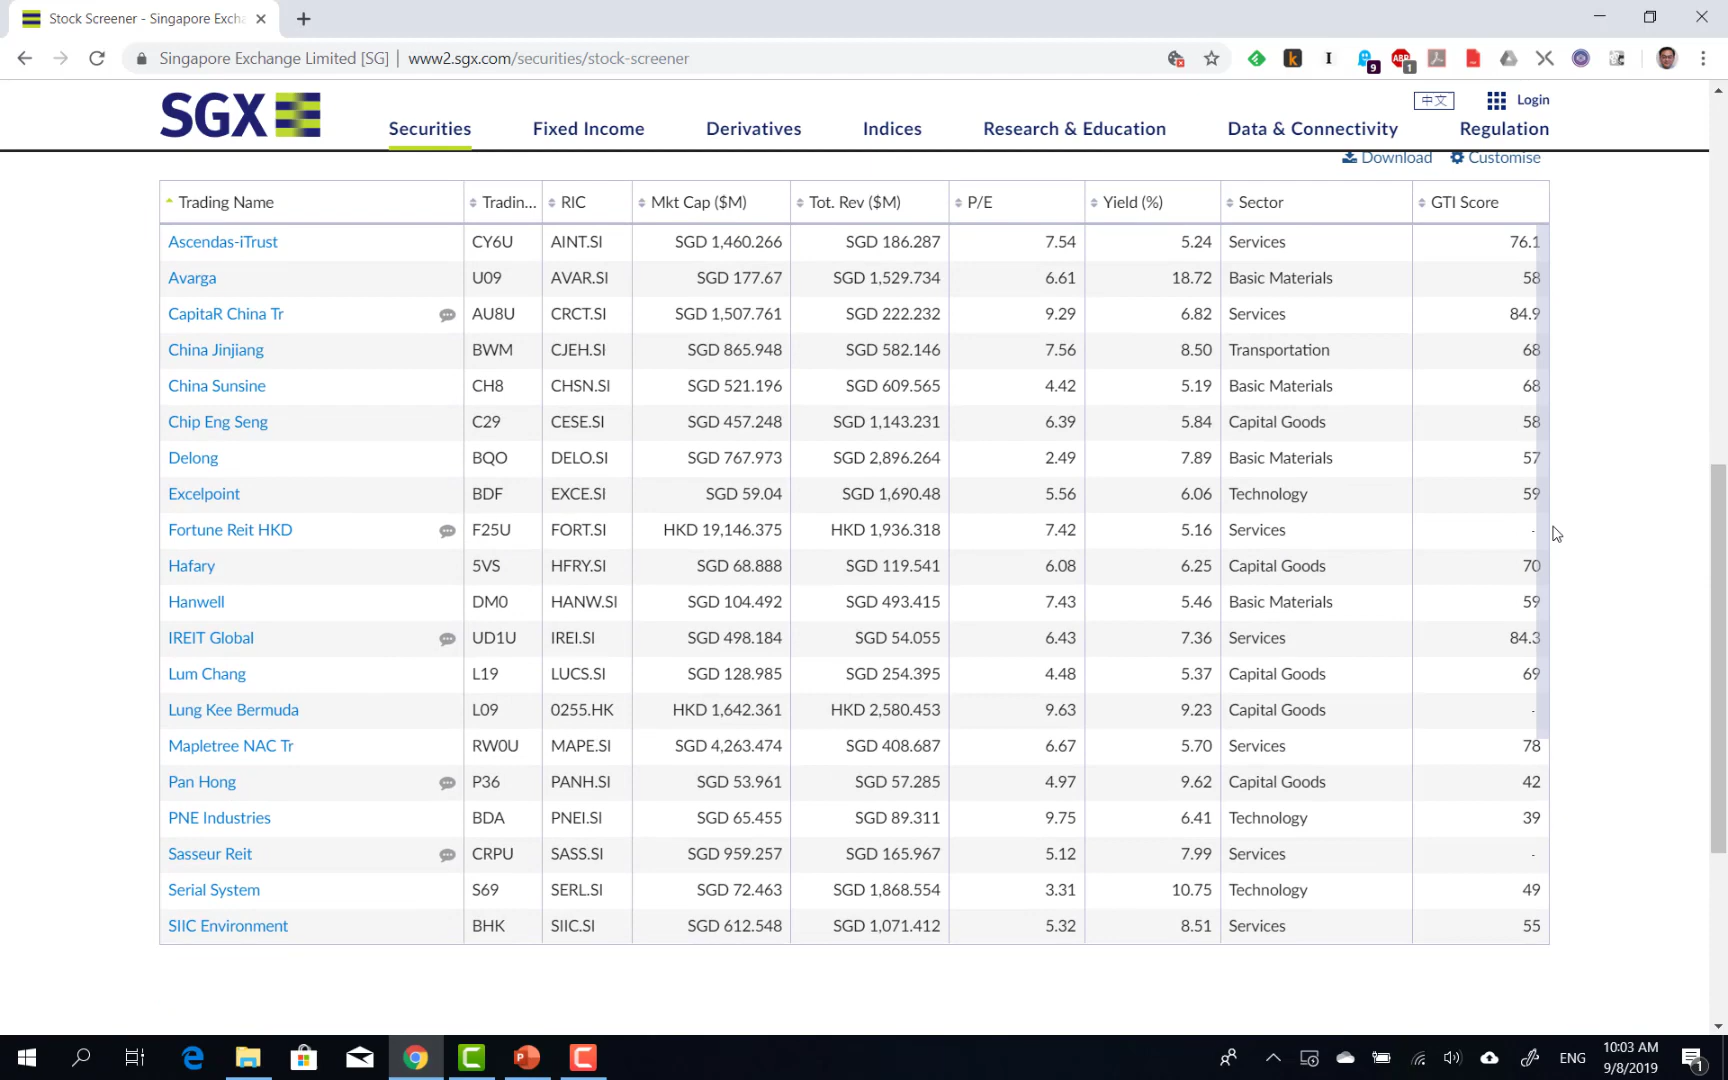 Stock Screener - Singapore Exch
Singapore Exchange Limited [SG] | www2.sgx.com/securities/stock-screener
9
ABP
1
SGX
中文
Login
Securities Fixed Income Derivatives Indices Research & Education Data & Connectivity Regulation
Download Customise
Trading Name Tradin... RIC Mkt Cap ($M) Tot. Rev ($M) P/E Yield (%) Sector GTI Score
Ascendas-iTrust CY6U AINT.SI SGD 1,460.266 SGD 186.287 7.54 5.24 Services 76.1
Avarga U09 AVAR.SI SGD 177.67 SGD 1,529.734 6.61 18.72 Basic Materials 58
CapitaR China Tr AU8U CRCT.SI SGD 1,507.761 SGD 222.232 9.29 6.82 Services 84.9
China Jinjiang BWM CJEH.SI SGD 865.948 SGD 582.146 7.56 8.50 Transportation 68
China Sunsine CH8 CHSN.SI SGD 521.196 SGD 609.565 4.42 5.19 Basic Materials 68
Chip Eng Seng C29 CESE.SI SGD 457.248 SGD 1,143.231 6.39 5.84 Capital Goods 58
Delong BQO DELO.SI SGD 767.973 SGD 2,896.264 2.49 7.89 Basic Materials 57
Excelpoint BDF EXCE.SI SGD 59.04 SGD 1,690.48 5.56 6.06 Technology 59
Fortune Reit HKD F25U FORT.SI HKD 19,146.375 HKD 1,936.318 7.42 5.16 Services -
Hafary 5VS HFRY.SI SGD 68.888 SGD 119.541 6.08 6.25 Capital Goods 70
Hanwell DM0 HANW.SI SGD 104.492 SGD 493.415 7.43 5.46 Basic Materials 59
IREIT Global UD1U IREI.SI SGD 498.184 SGD 54.055 6.43 7.36 Services 84.3
Lum Chang L19 LUCS.SI SGD 128.985 SGD 254.395 4.48 5.37 Capital Goods 69
Lung Kee Bermuda L09 0255.HK HKD 1,642.361 HKD 2,580.453 9.63 9.23 Capital Goods -
Mapletree NAC Tr RW0U MAPE.SI SGD 4,263.474 SGD 408.687 6.67 5.70 Services 78
Pan Hong P36 PANH.SI SGD 53.961 SGD 57.285 4.97 9.62 Capital Goods 42
PNE Industries BDA PNEI.SI SGD 65.455 SGD 89.311 9.75 6.41 Technology 39
Sasseur Reit CRPU SASS.SI SGD 959.257 SGD 165.967 5.12 7.99 Services -
Serial System S69 SERL.SI SGD 72.463 SGD 1,868.554 3.31 10.75 Technology 49
SIIC Environment BHK SIIC.SI SGD 612.548 SGD 1,071.412 5.32 8.51 Services 55
ENG
10:03 AM
9/8/2019
1